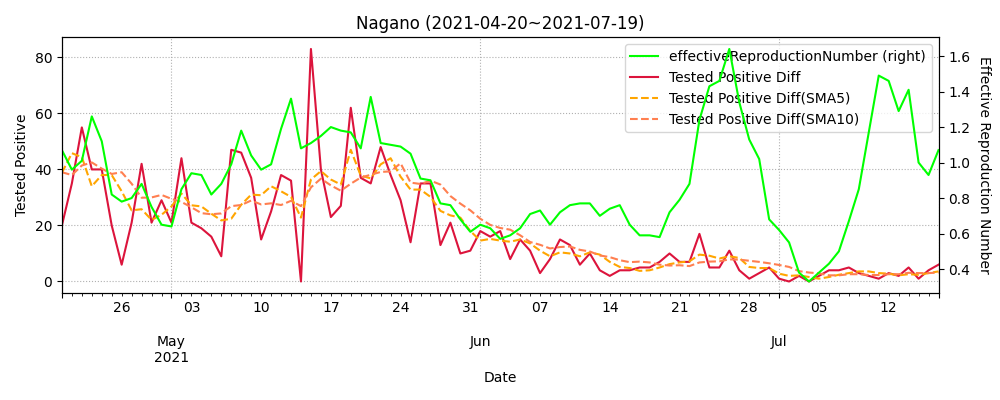 Nagano (2021-04-20~2021-07-19)
effectiveReproductionNumber (right)
Tested Positive Diff
Tested Positive Diff(SMA5)
Tested Positive Diff(SMA10)
Tested Positive
80
60
40
20
0
1.6
1.4
1.2
1.0
0.8
0.6
0.4
Effective Reproduction Number
26 03 10 17 24 31 07 14 21 28 05 12
May Jun Jul
2021
Date